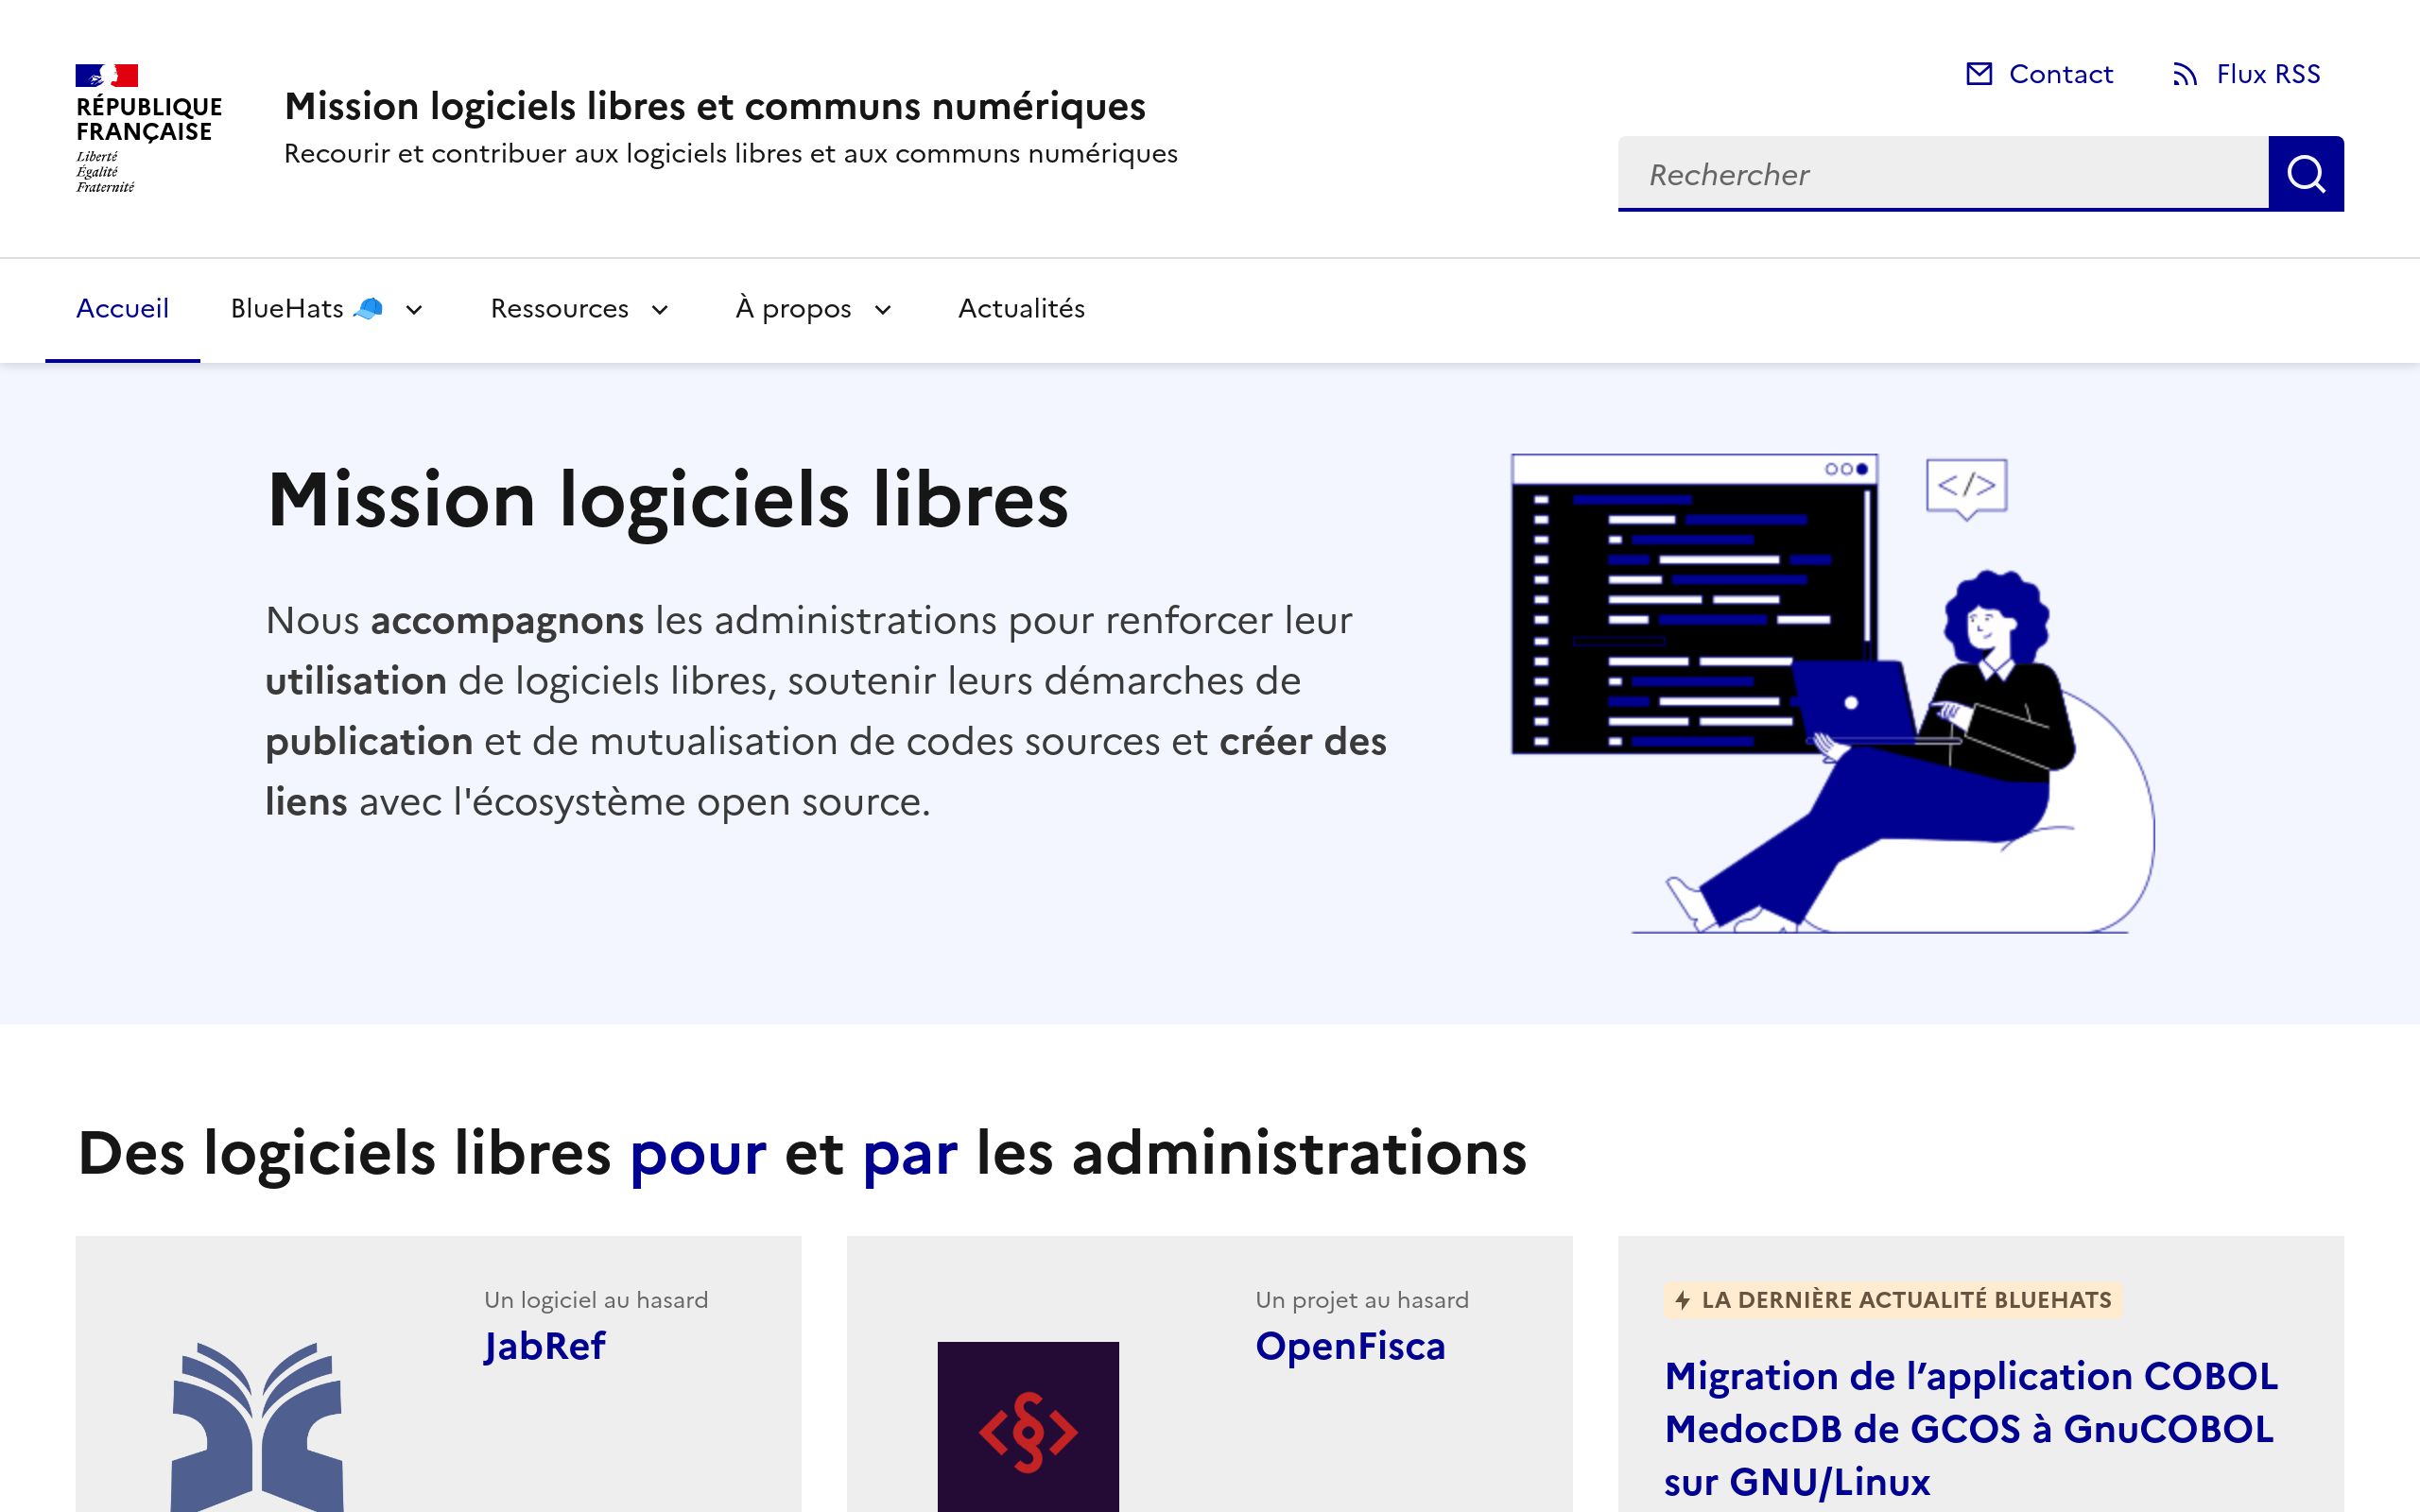 RÉPUBLIQUE
FRANÇAISE
Liberté
Égalité
Fraternité
Mission logiciels libres et communs numériques
Recourir et contribuer aux logiciels libres et aux communs numériques
Contact
Flux RSS
Rechercher
Accueil
BlueHats 🧢
Ressources
À propos
Actualités
Mission logiciels libres
Nous accompagnons les administrations pour renforcer leur
utilisation de logiciels libres, soutenir leurs démarches de
publication et de mutualisation de codes sources et créer des
liens avec l'écosystème open source.
</>
Des logiciels libres pour et par les administrations
Un logiciel au hasard
JabRef
Un projet au hasard
OpenFisca
<§>
LA DERNIÈRE ACTUALITÉ BLUEHATS
Migration de l’application COBOL
MedocDB de GCOS à GnuCOBOL
sur GNU/Linux